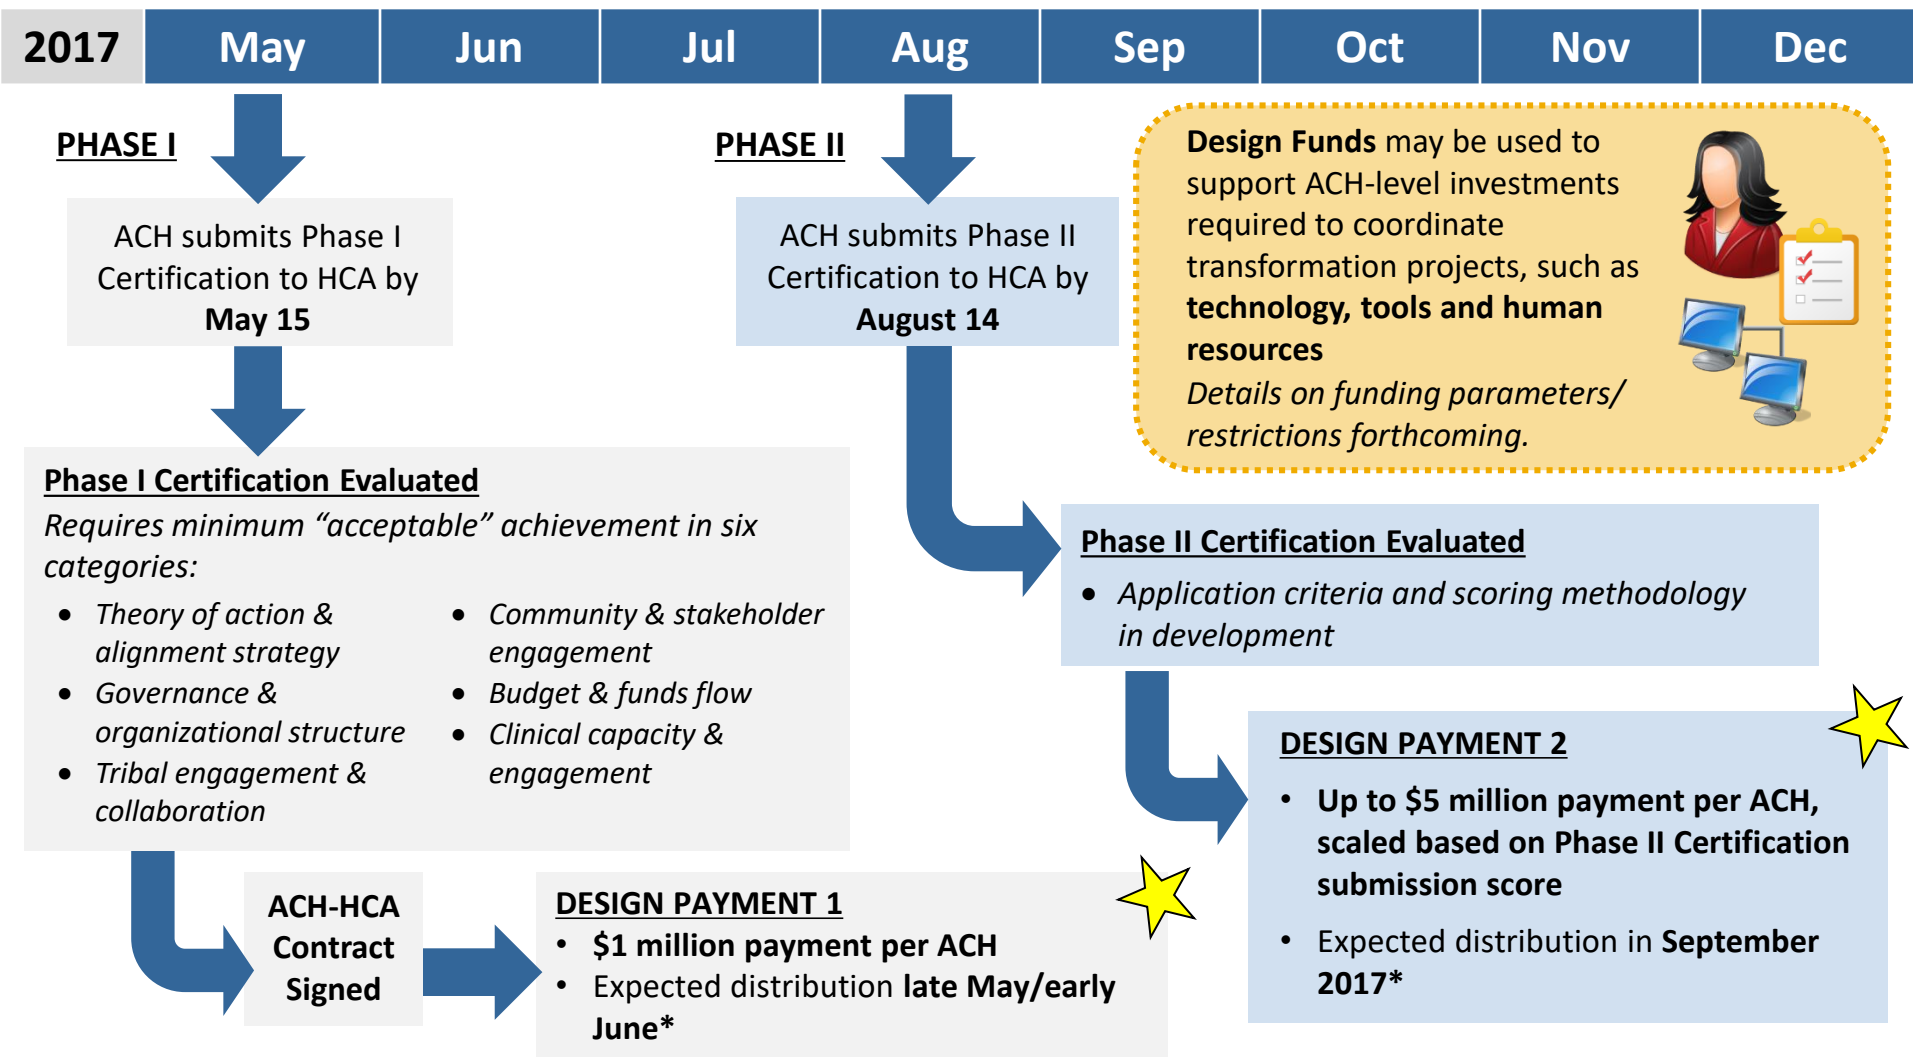 2017 May Jun Jul Aug Sep Oct Nov Dec
PHASE I
ACH submits Phase I
Certification to HCA by
May 15
Phase I Certification Evaluated
Requires minimum “acceptable” achievement in six
categories:
• Theory of action &
alignment strategy
• Governance &
organizational structure
• Tribal engagement &
collaboration
• Community & stakeholder
engagement
• Budget & funds flow
• Clinical capacity &
engagement
ACH-HCA
Contract
Signed
DESIGN PAYMENT 1
• $1 million payment per ACH
• Expected distribution late May/early
June*
PHASE II
ACH submits Phase II
Certification to HCA by
August 14
Design Funds may be used to
support ACH-level investments
required to coordinate
transformation projects, such as
technology, tools and human
resources
Details on funding parameters/
restrictions forthcoming.
Phase II Certification Evaluated
• Application criteria and scoring methodology
in development
DESIGN PAYMENT 2
• Up to $5 million payment per ACH,
scaled based on Phase II Certification
submission score
• Expected distribution in September
2017*